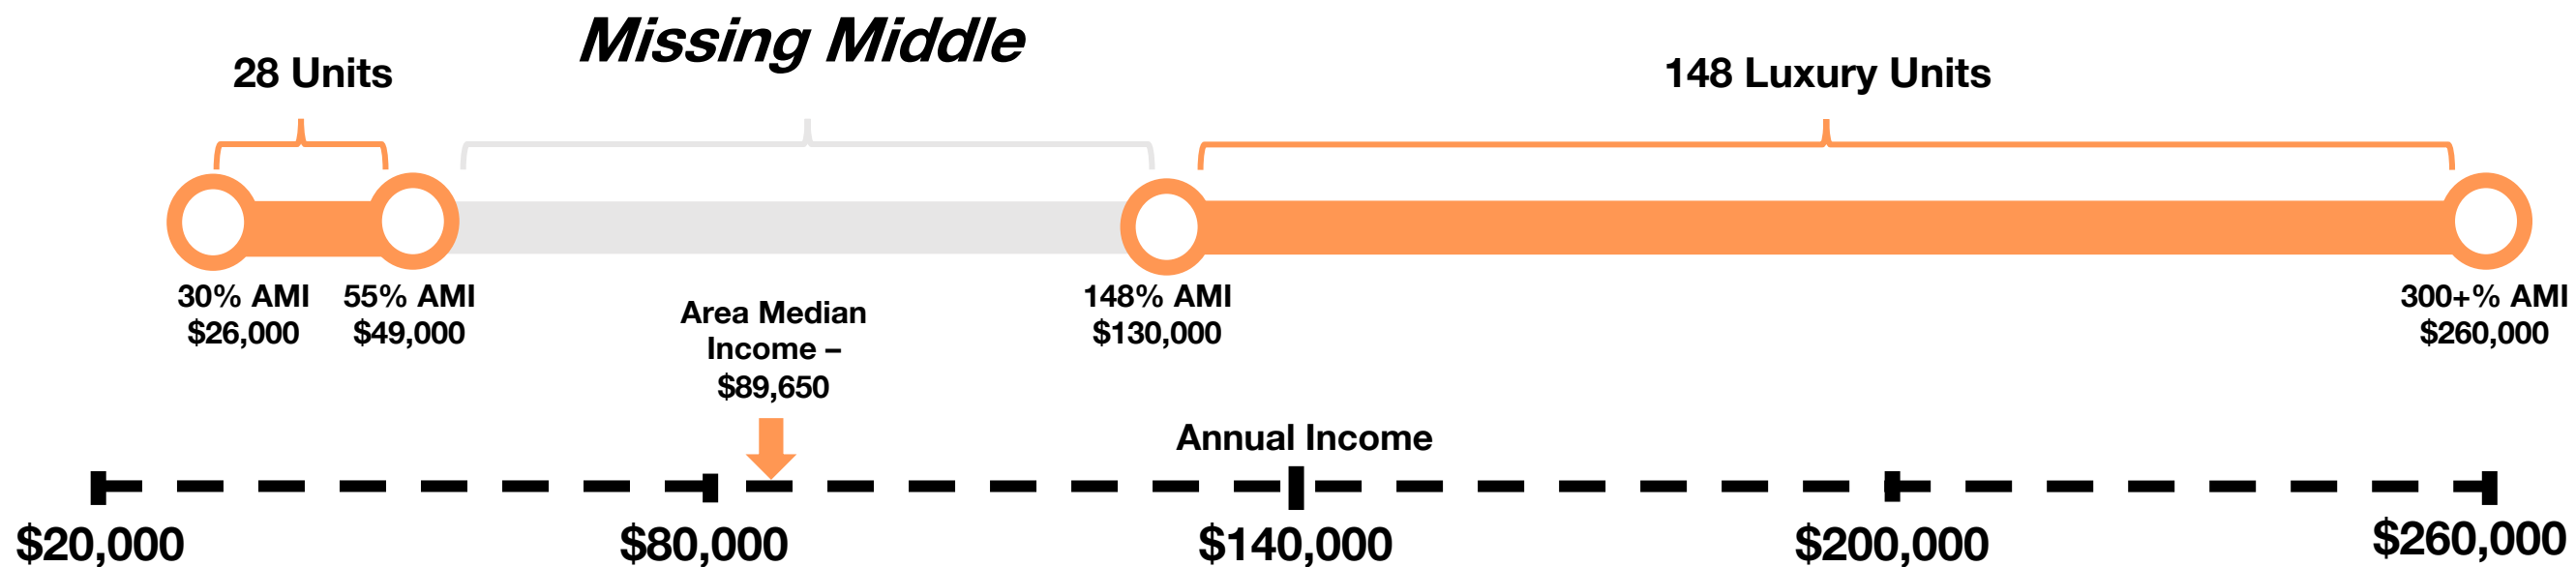 Missing Middle
28 Units
148 Luxury Units
30% AMI
$26,000
55% AMI
$49,000
Area Median
Income –
$89,650
148% AMI
$130,000
300+% AMI
$260,000
Annual Income
$20,000
$80,000
$140,000
$200,000
$260,000